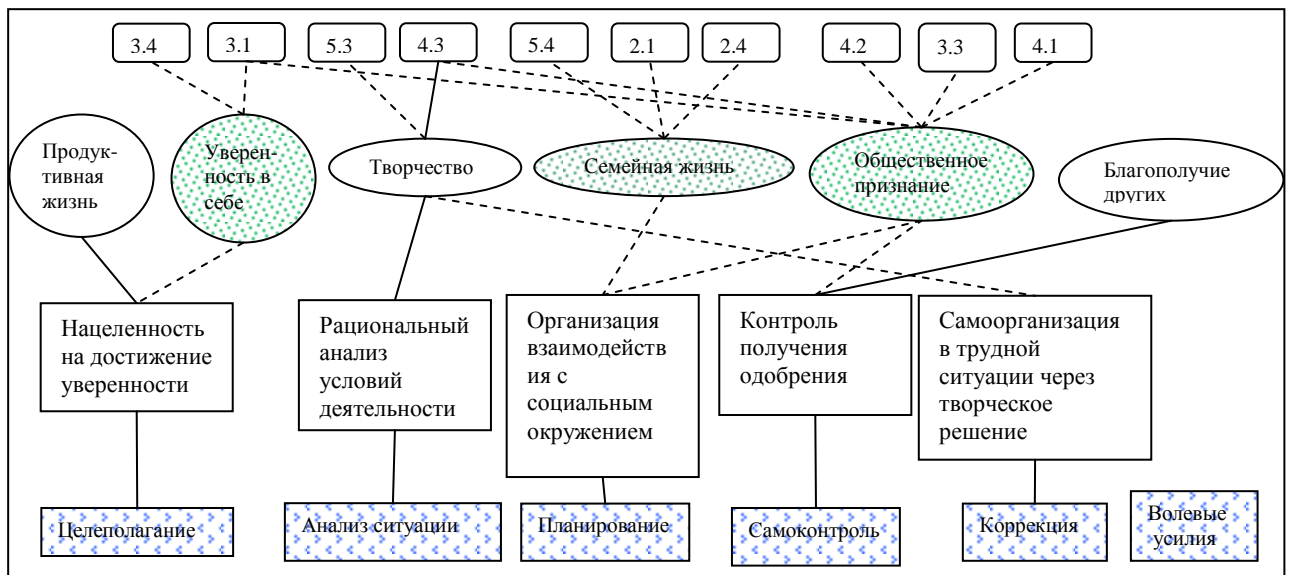 3.4
3.1
5.3
4.3
5.4
2.1
2.4
4.2
3.3
4.1
Продук-
тивная
жизнь
Уверен-
ность в
себе
Творчество
Семейная жизнь
Общественное
признание
Благополучие
других
Нацеленность
на достижение
уверенности
Рациональный
анализ
условий
деятельности
Организация
взаимодейств
ия с
социальным
окружением
Контроль
получения
одобрения
Самоорганизация
в трудной
ситуации через
творческое
решение
Целеполагание
Анализ ситуации
Планирование
Самоконтроль
Коррекция
Волевые
усилия